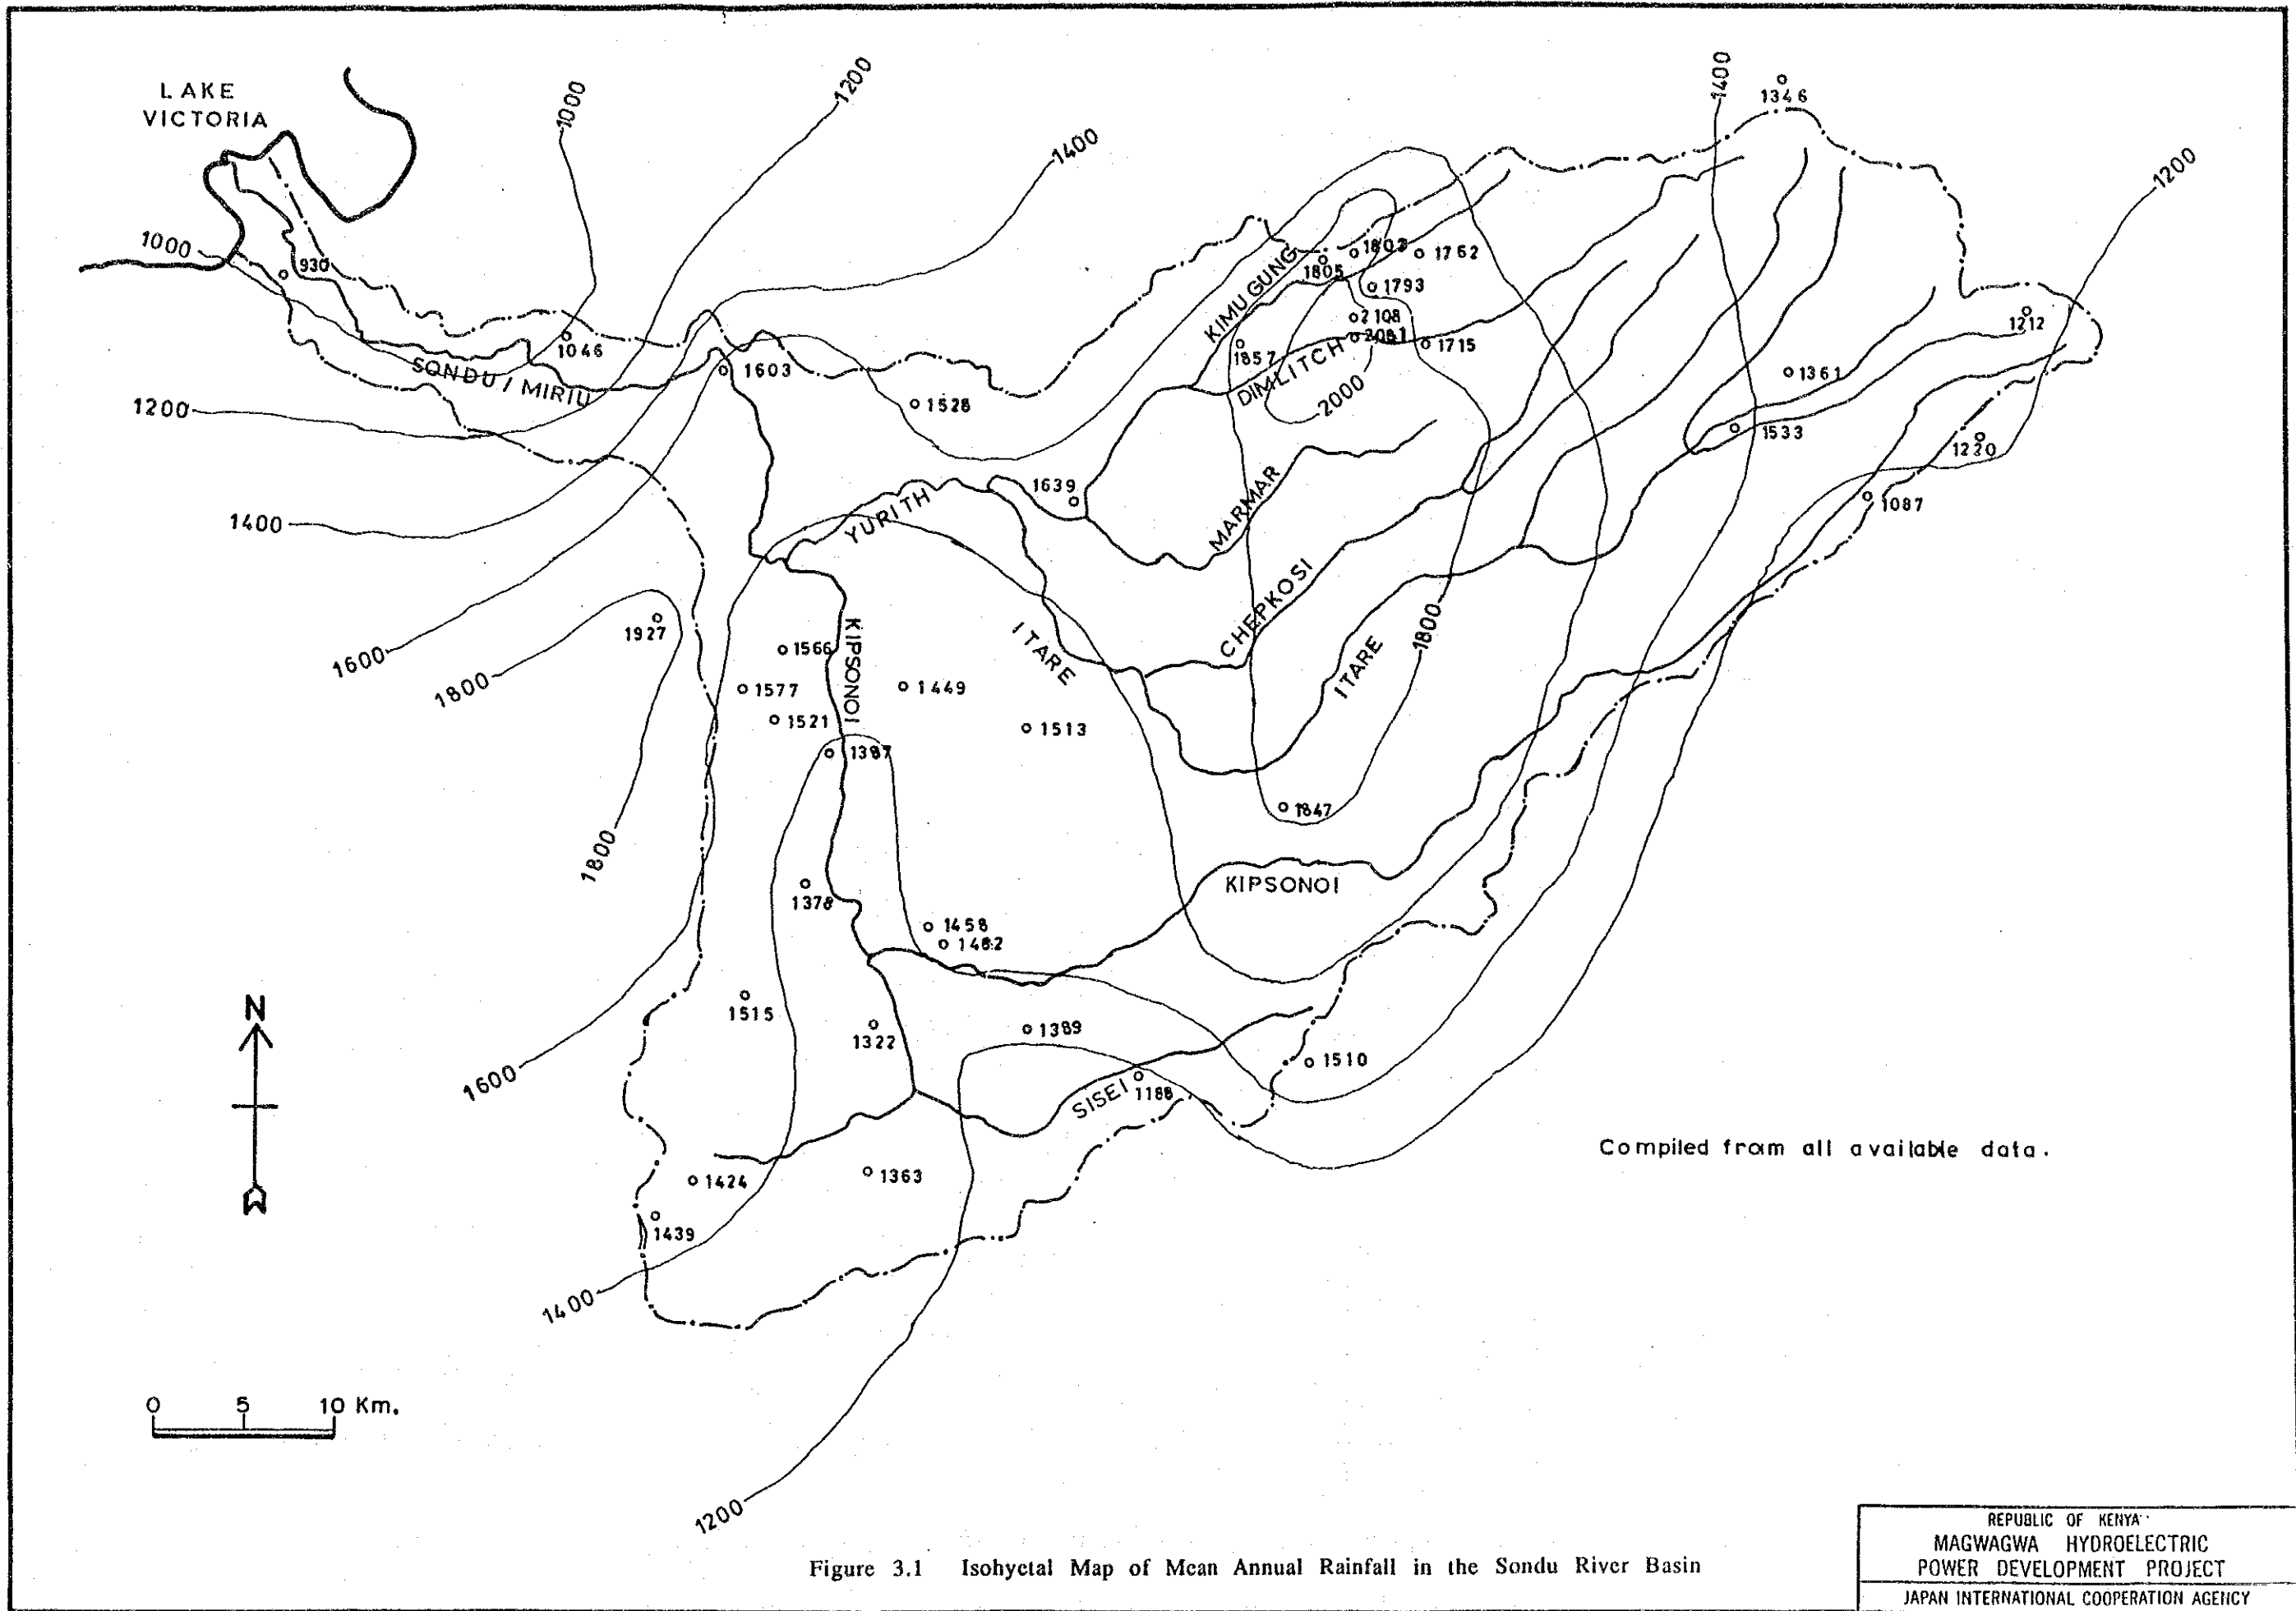 LAKE
VICTORIA
1000
1200
1400
1400
1346
1200
1000
930
1046
SONDU / MIRIU
1603
1528
KIMUGUNG
1805
1803
1762
1793
2108
2081
1715
1857
DIMLITCH
2000
1212
1361
1533
1220
1087
1200
1400
1639
YURITH
MARMAR
CHEPKOSI
ITARE
ITARE
1800
1927
1600
1800
1566
1577
1521
KIPSONOI
1449
1513
1387
1847
1800
1378
KIPSONOI
1458
1482
1515
1322
1389
1510
1600
SISEI
1188
1424
1363
1439
1400
1200
N
Compiled from all available data.
0 5 10 Km.
Figure 3.1 Isohyetal Map of Mean Annual Rainfall in the Sondu River Basin
REPUBLIC OF KENYA
MAGWAGWA HYDROELECTRIC
POWER DEVELOPMENT PROJECT
JAPAN INTERNATIONAL COOPERATION AGENCY